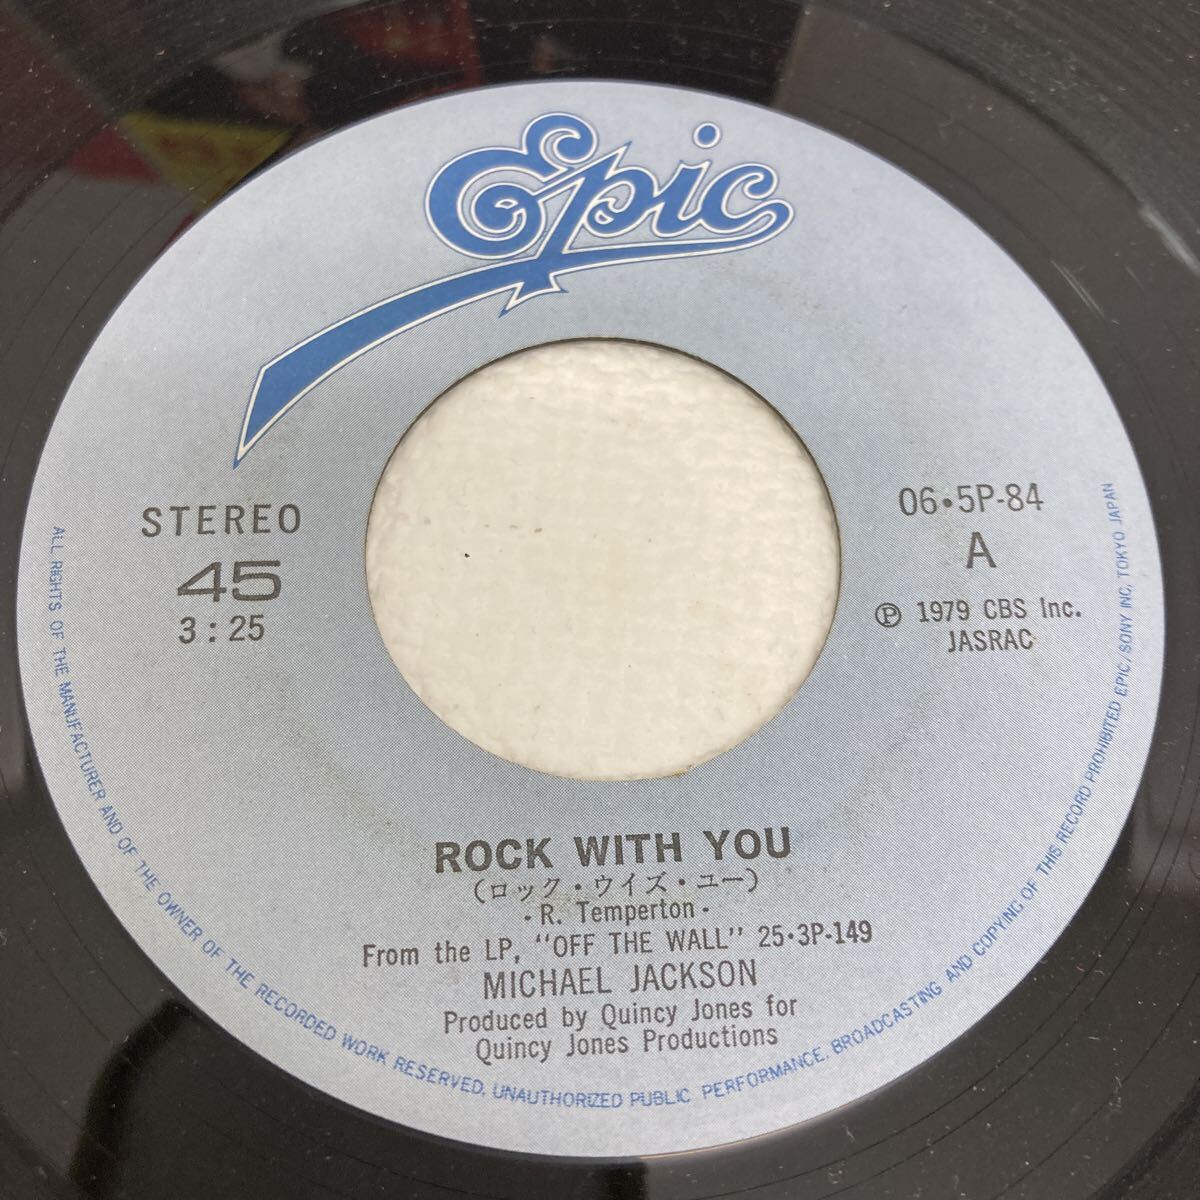 Epic
STEREO
45
3:25
06•5P-84
A
Ⓟ 1979 CBS Inc.
JASRAC
ROCK WITH YOU
(ロック・ウイズ・ユー)
- R. Temperton -
From the LP, "OFF THE WALL" 25•3P-149
MICHAEL JACKSON
Produced by Quincy Jones for
Quincy Jones Productions
ALL RIGHTS OF THE MANUFACTURER AND OF THE OWNER OF THE RECORDED WORK RESERVED. UNAUTHORIZED PUBLIC PERFORMANCE. BROADCASTING AND COPYING OF THIS RECORD PROHIBITED EPIC/SONY INC, TOKYO JAPAN